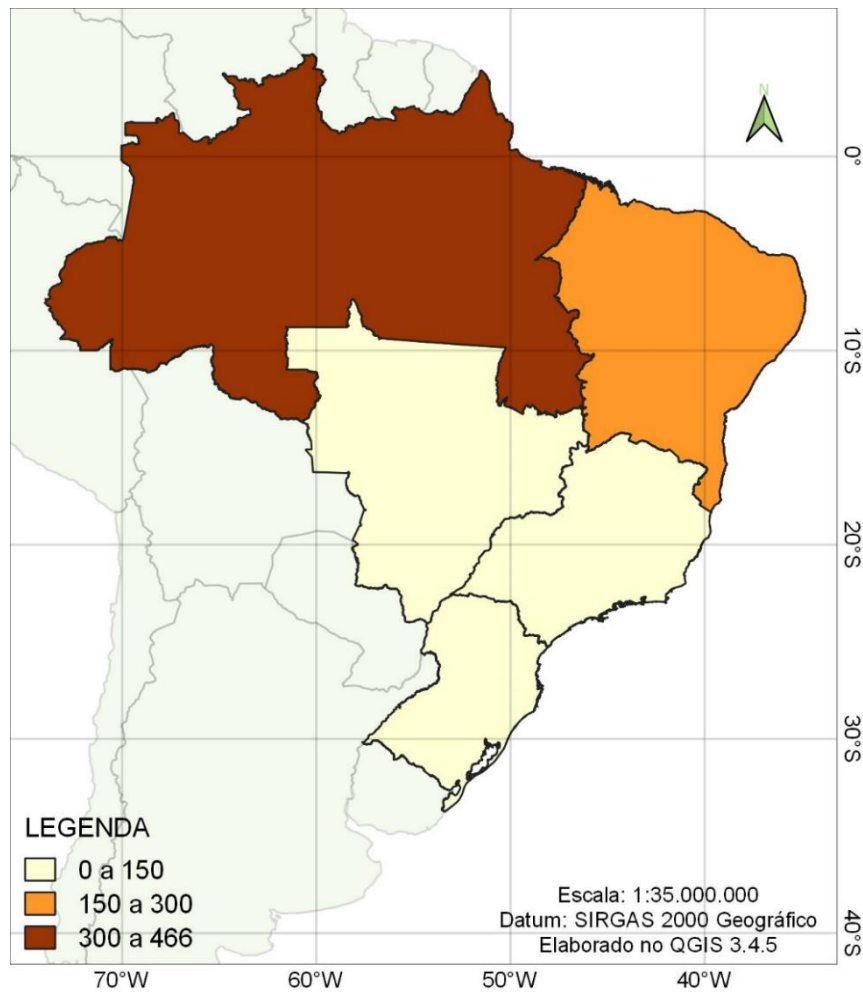 N
0°
10°S
20°S
30°S
40°S
LEGENDA
0 a 150
150 a 300
300 a 466
Escala: 1:35.000.000
Datum: SIRGAS 2000 Geográfico
Elaborado no QGIS 3.4.5
70°W
60°W
50°W
40°W